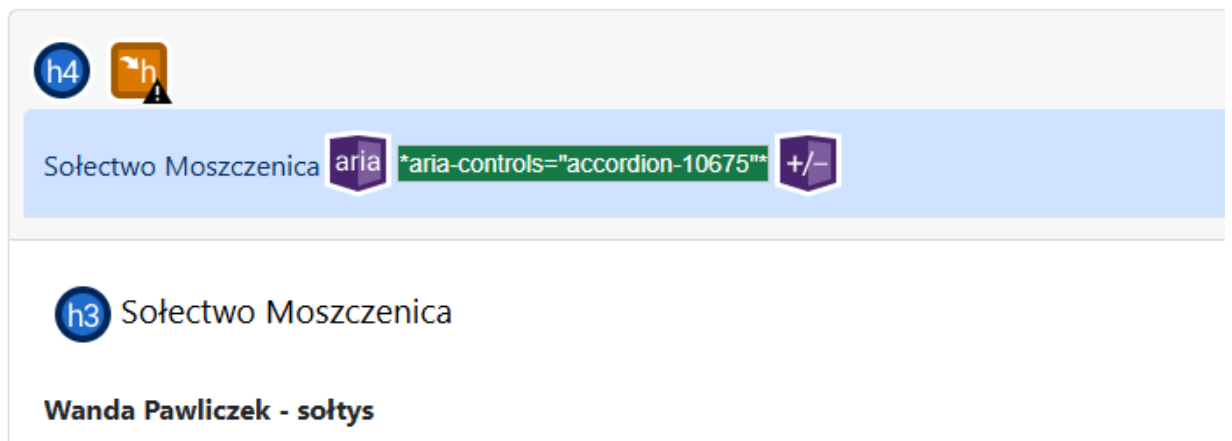 h4 h
Sołectwo Moszczenica aria *aria-controls="accordion-10675"* +/−
h3 Sołectwo Moszczenica
Wanda Pawliczek - sołtys